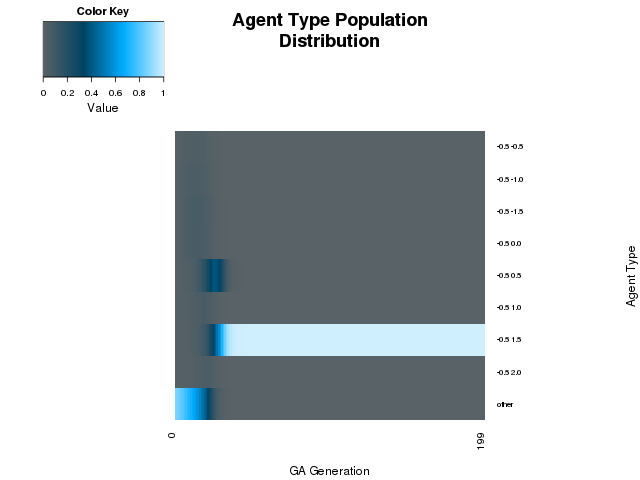 Color Key
Agent Type Population
Distribution
0 0.2 0.4 0.6 0.8 1
Value
-0.5 -0.5
-0.5 -1.0
-0.5 -1.5
-0.5 0.0
-0.5 0.5
-0.5 1.0
-0.5 1.5
-0.5 2.0
other
Agent Type
0 199
GA Generation